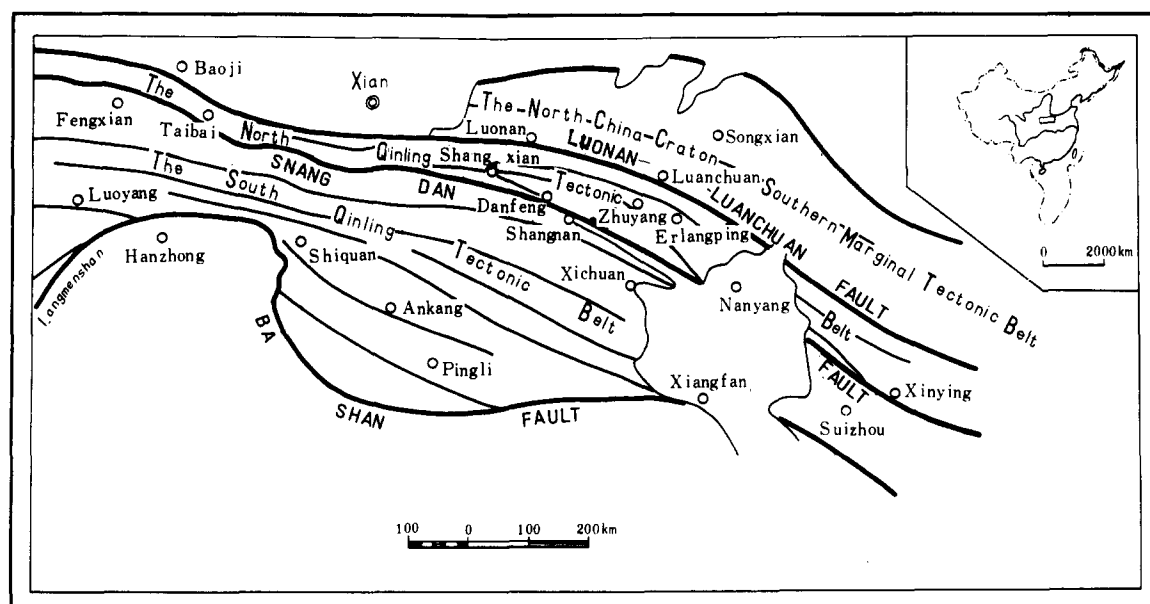 Baoji
Xian
The North Qinling Tectonic Belt
Fengxian
Taibai
The-North-China-Craton-Southern Marginal Tectonic Belt
Luonan
Songxian
LUONAN-LUANCHUAN FAULT
Shang xian
Luanchuan
SNANG DAN FAULT
The South Qinling Tectonic Belt
Luoyang
Danfeng
Zhuyang
Shangnan
Erlangping
Hanzhong
Shiquan
Xichuan
Nanyang
Langmenshan
Ankang
Pingli
Xiangfan
Xinying
Suizhou
BA SHAN FAULT
0 2000km
100 0 100 200km